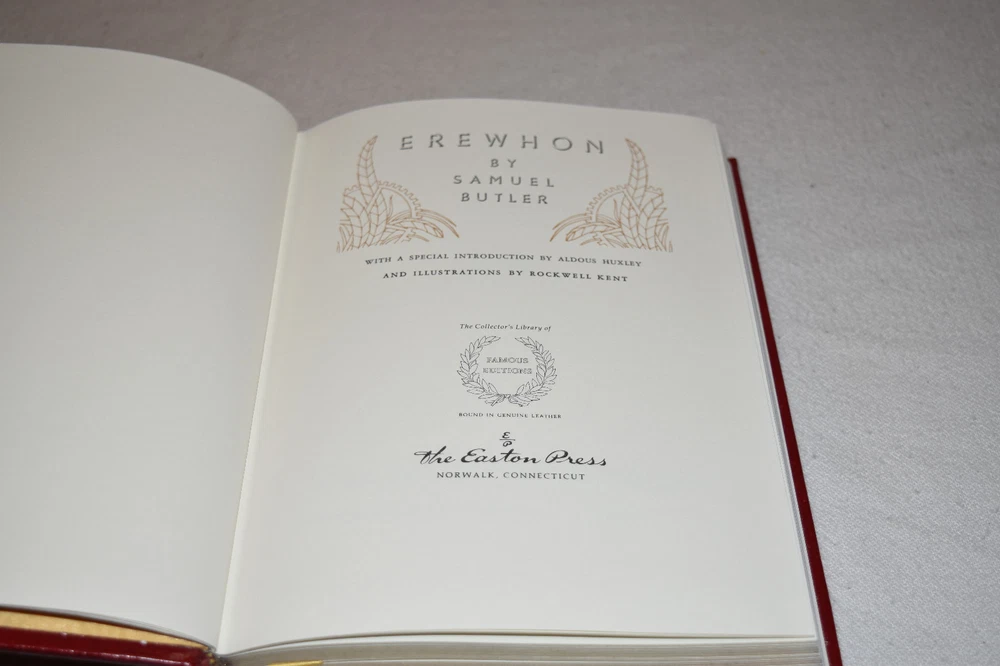 EREWHON
BY
SAMUEL
BUTLER
WITH A SPECIAL INTRODUCTION BY ALDOUS HUXLEY
AND ILLUSTRATIONS BY ROCKWELL KENT
The Collector's Library of
FAMOUS
EDITIONS
BOUND IN GENUINE LEATHER
E
P
The Easton Press
NORWALK, CONNECTICUT